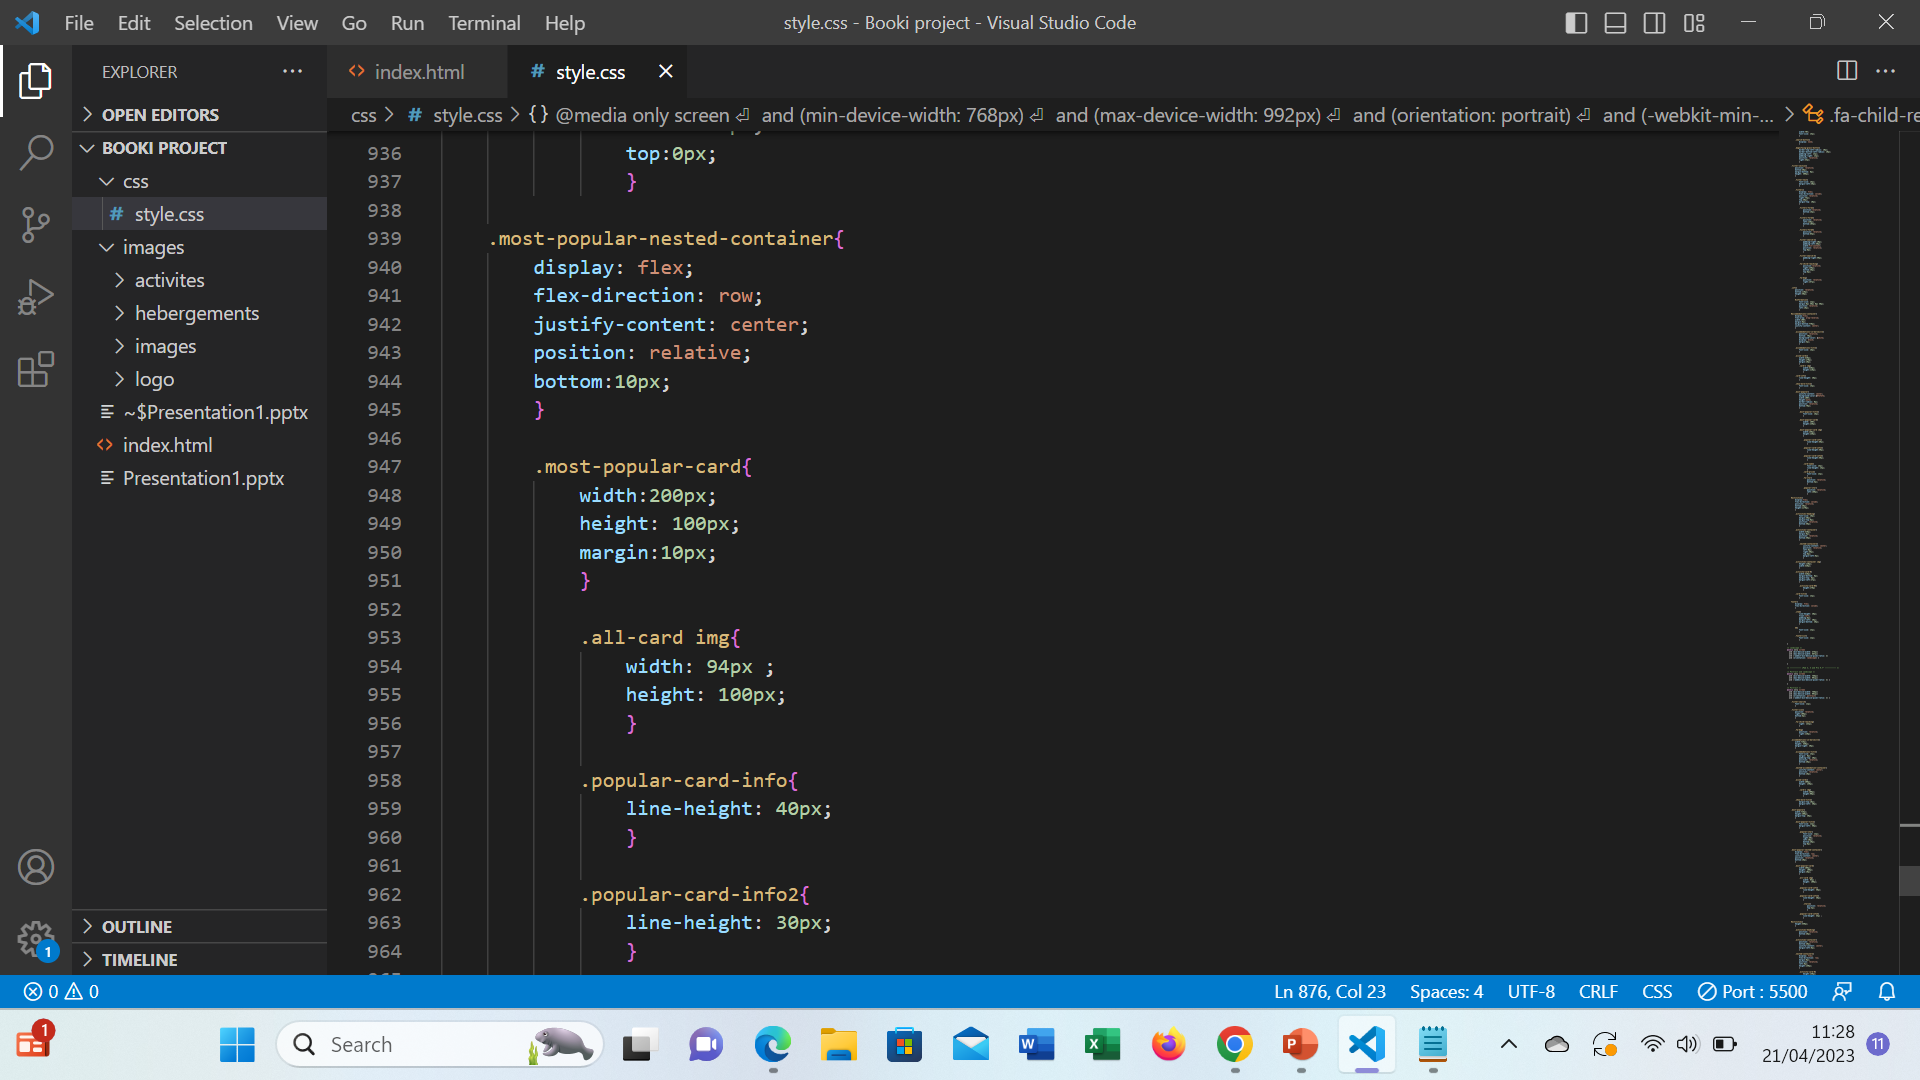 File Edit Selection View Go Run Terminal Help
style.css - Booki project - Visual Studio Code
EXPLORER
OPEN EDITORS
BOOKI PROJECT
css
# style.css
images
activites
hebergements
images
logo
~$Presentation1.pptx
<> index.html
Presentation1.pptx
OUTLINE
TIMELINE
<> index.html
# style.css
css > # style.css > {} @media only screen and (min-device-width: 768px) and (max-device-width: 992px) and (orientation: portrait) and (-webkit-min-... > .fa-child-re
936 top:0px;
937 }
938
939 .most-popular-nested-container{
940 display: flex;
941 flex-direction: row;
942 justify-content: center;
943 position: relative;
944 bottom:10px;
945 }
946
947 .most-popular-card{
948 width:200px;
949 height: 100px;
950 margin:10px;
951 }
952
953 .all-card img{
954 width: 94px ;
955 height: 100px;
956 }
957
958 .popular-card-info{
959 line-height: 40px;
960 }
961
962 .popular-card-info2{
963 line-height: 30px;
964 }
1
0 0
Ln 876, Col 23 Spaces: 4 UTF-8 CRLF CSS Port : 5500
1
Search
11:28
21/04/2023
11